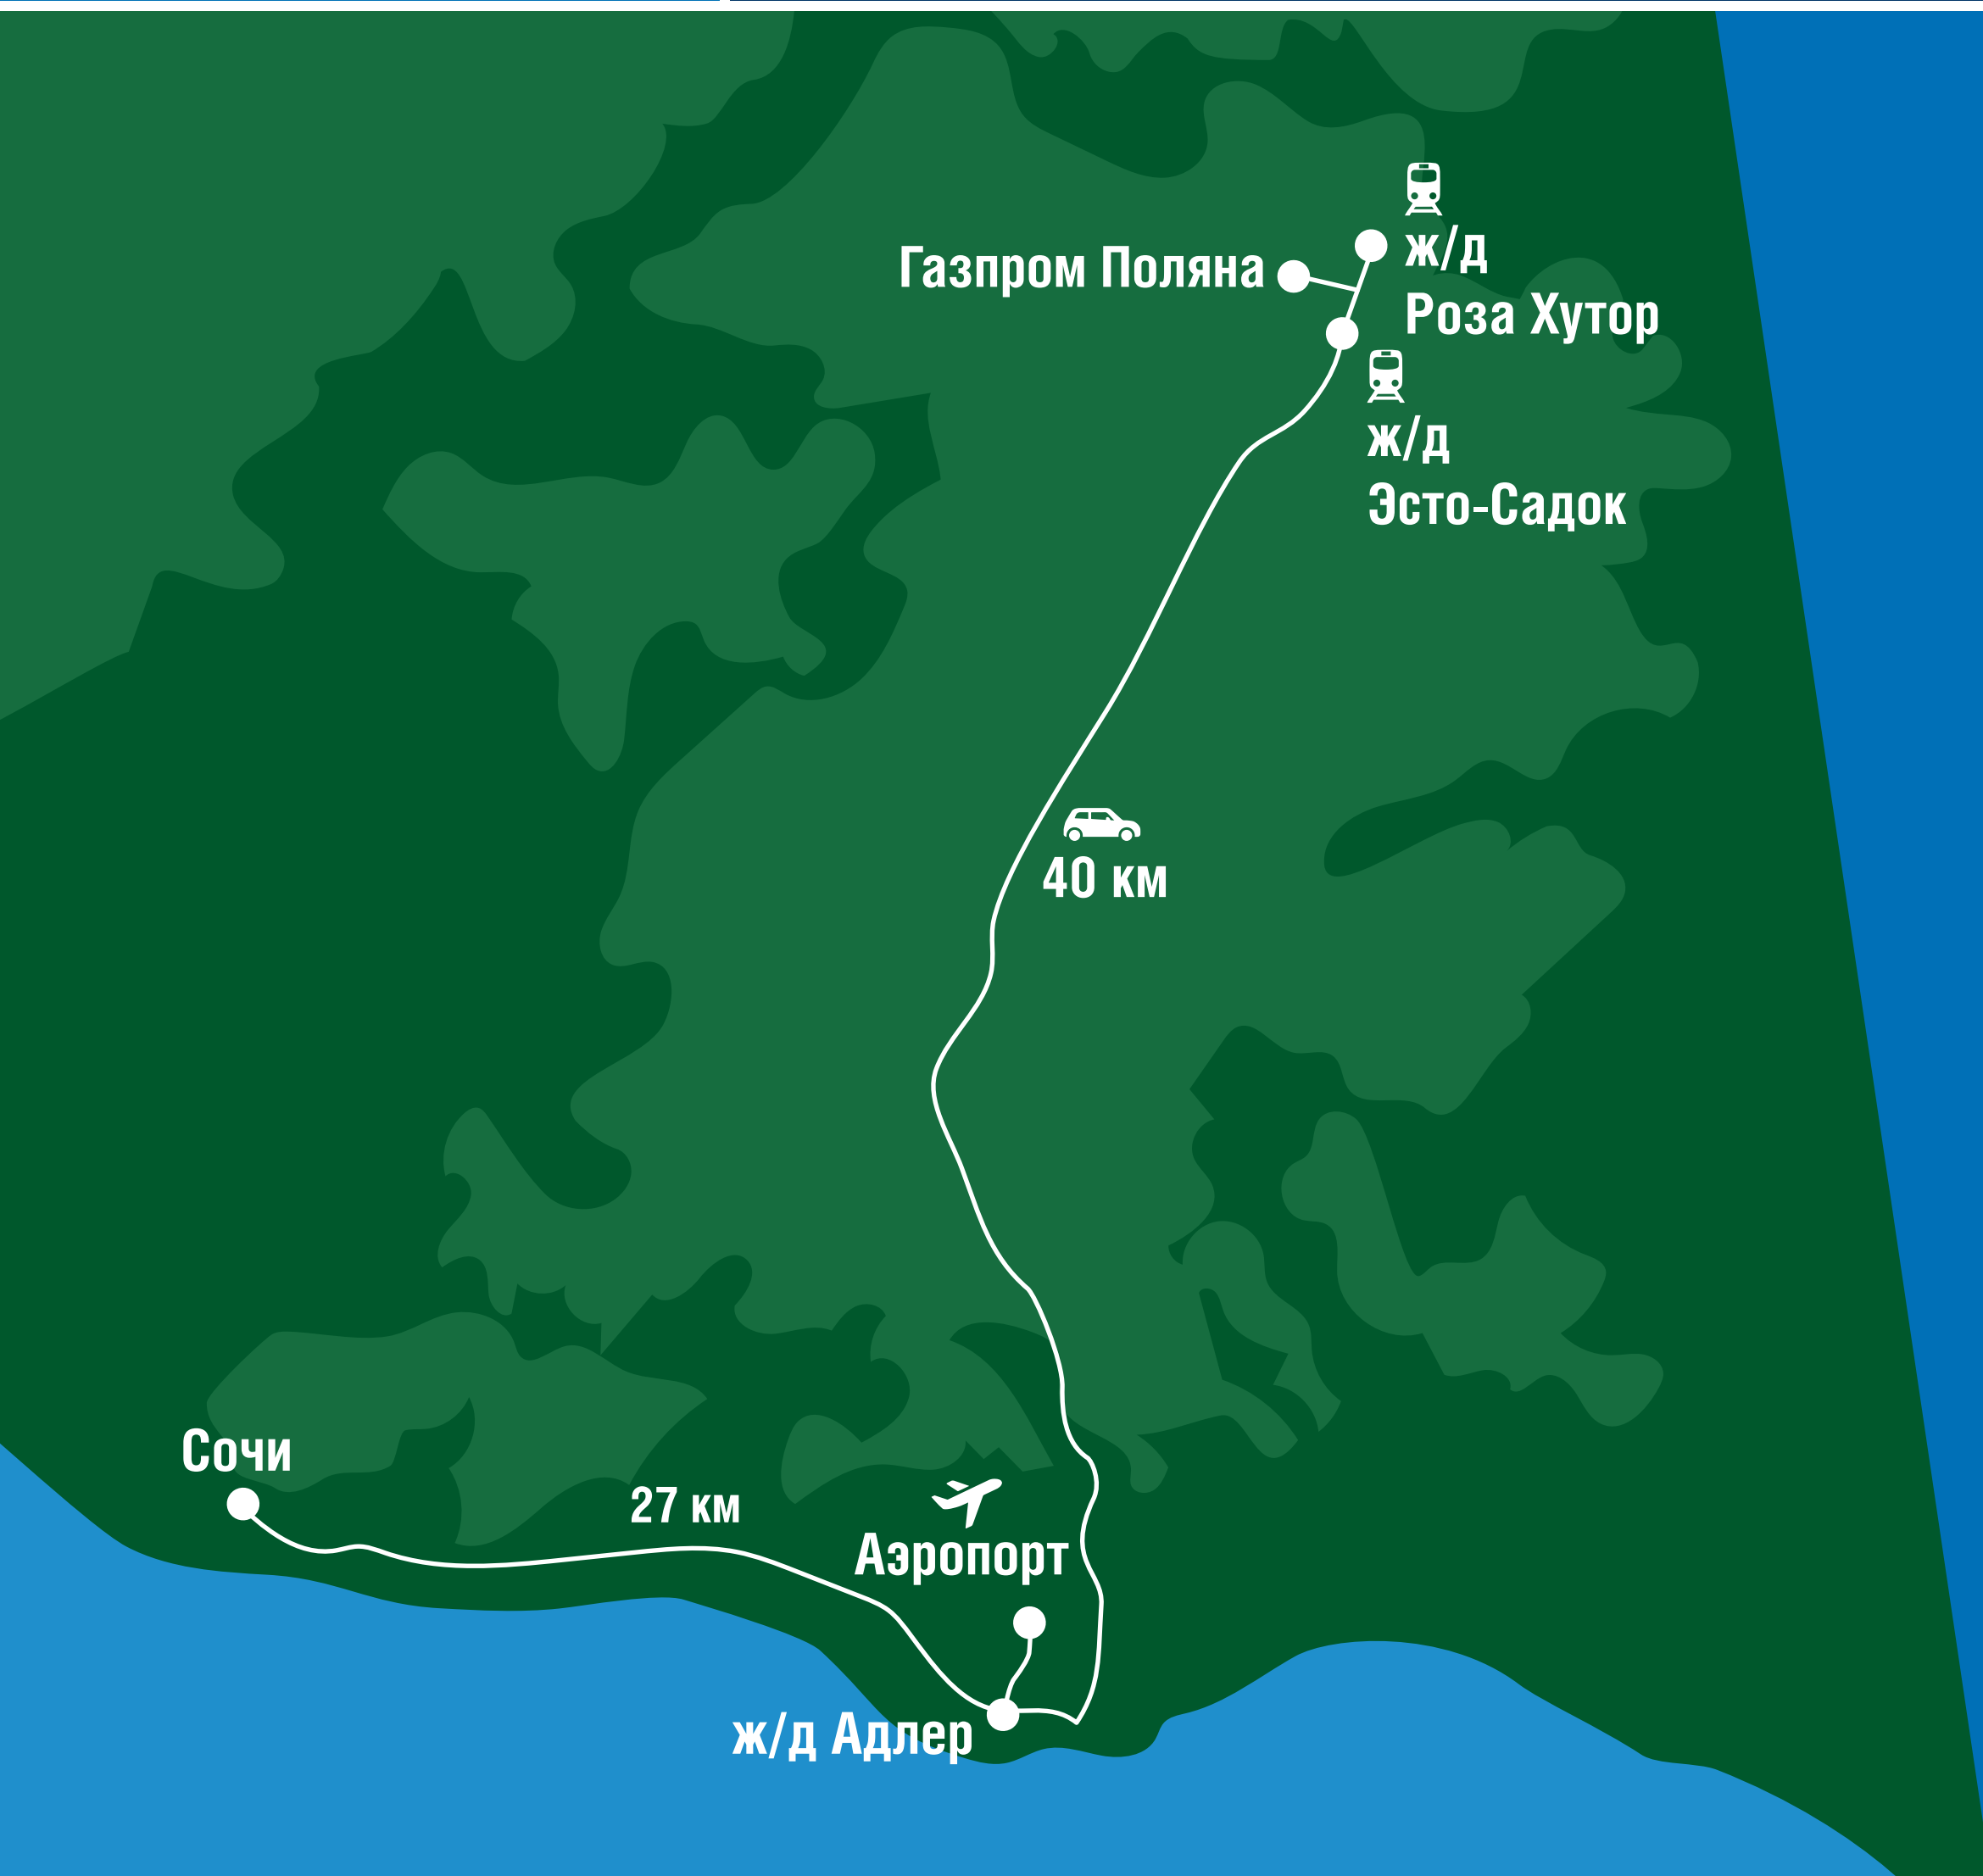 Газпром Поляна
ж/д
Роза Хутор
ж/д
Эсто-Садок
40 км
Сочи
27 км
Аэропорт
ж/д Адлер